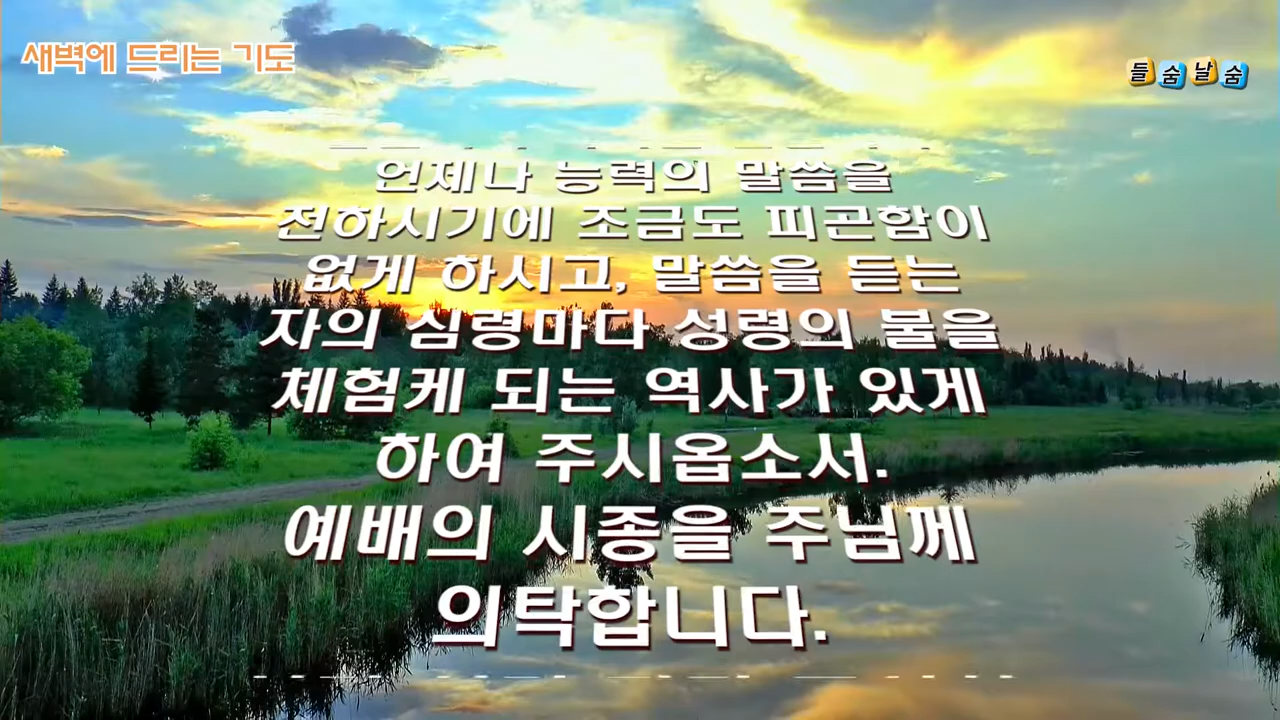 새벽에 드리는 기도
들숨날숨
언제나 능력의 말씀을
전하시기에 조금도 피곤함이
없게 하시고, 말씀을 듣는
자의 심령마다 성령의 불을
체험케 되는 역사가 있게
하여 주시옵소서.
예배의 시종을 주님께
의탁합니다.